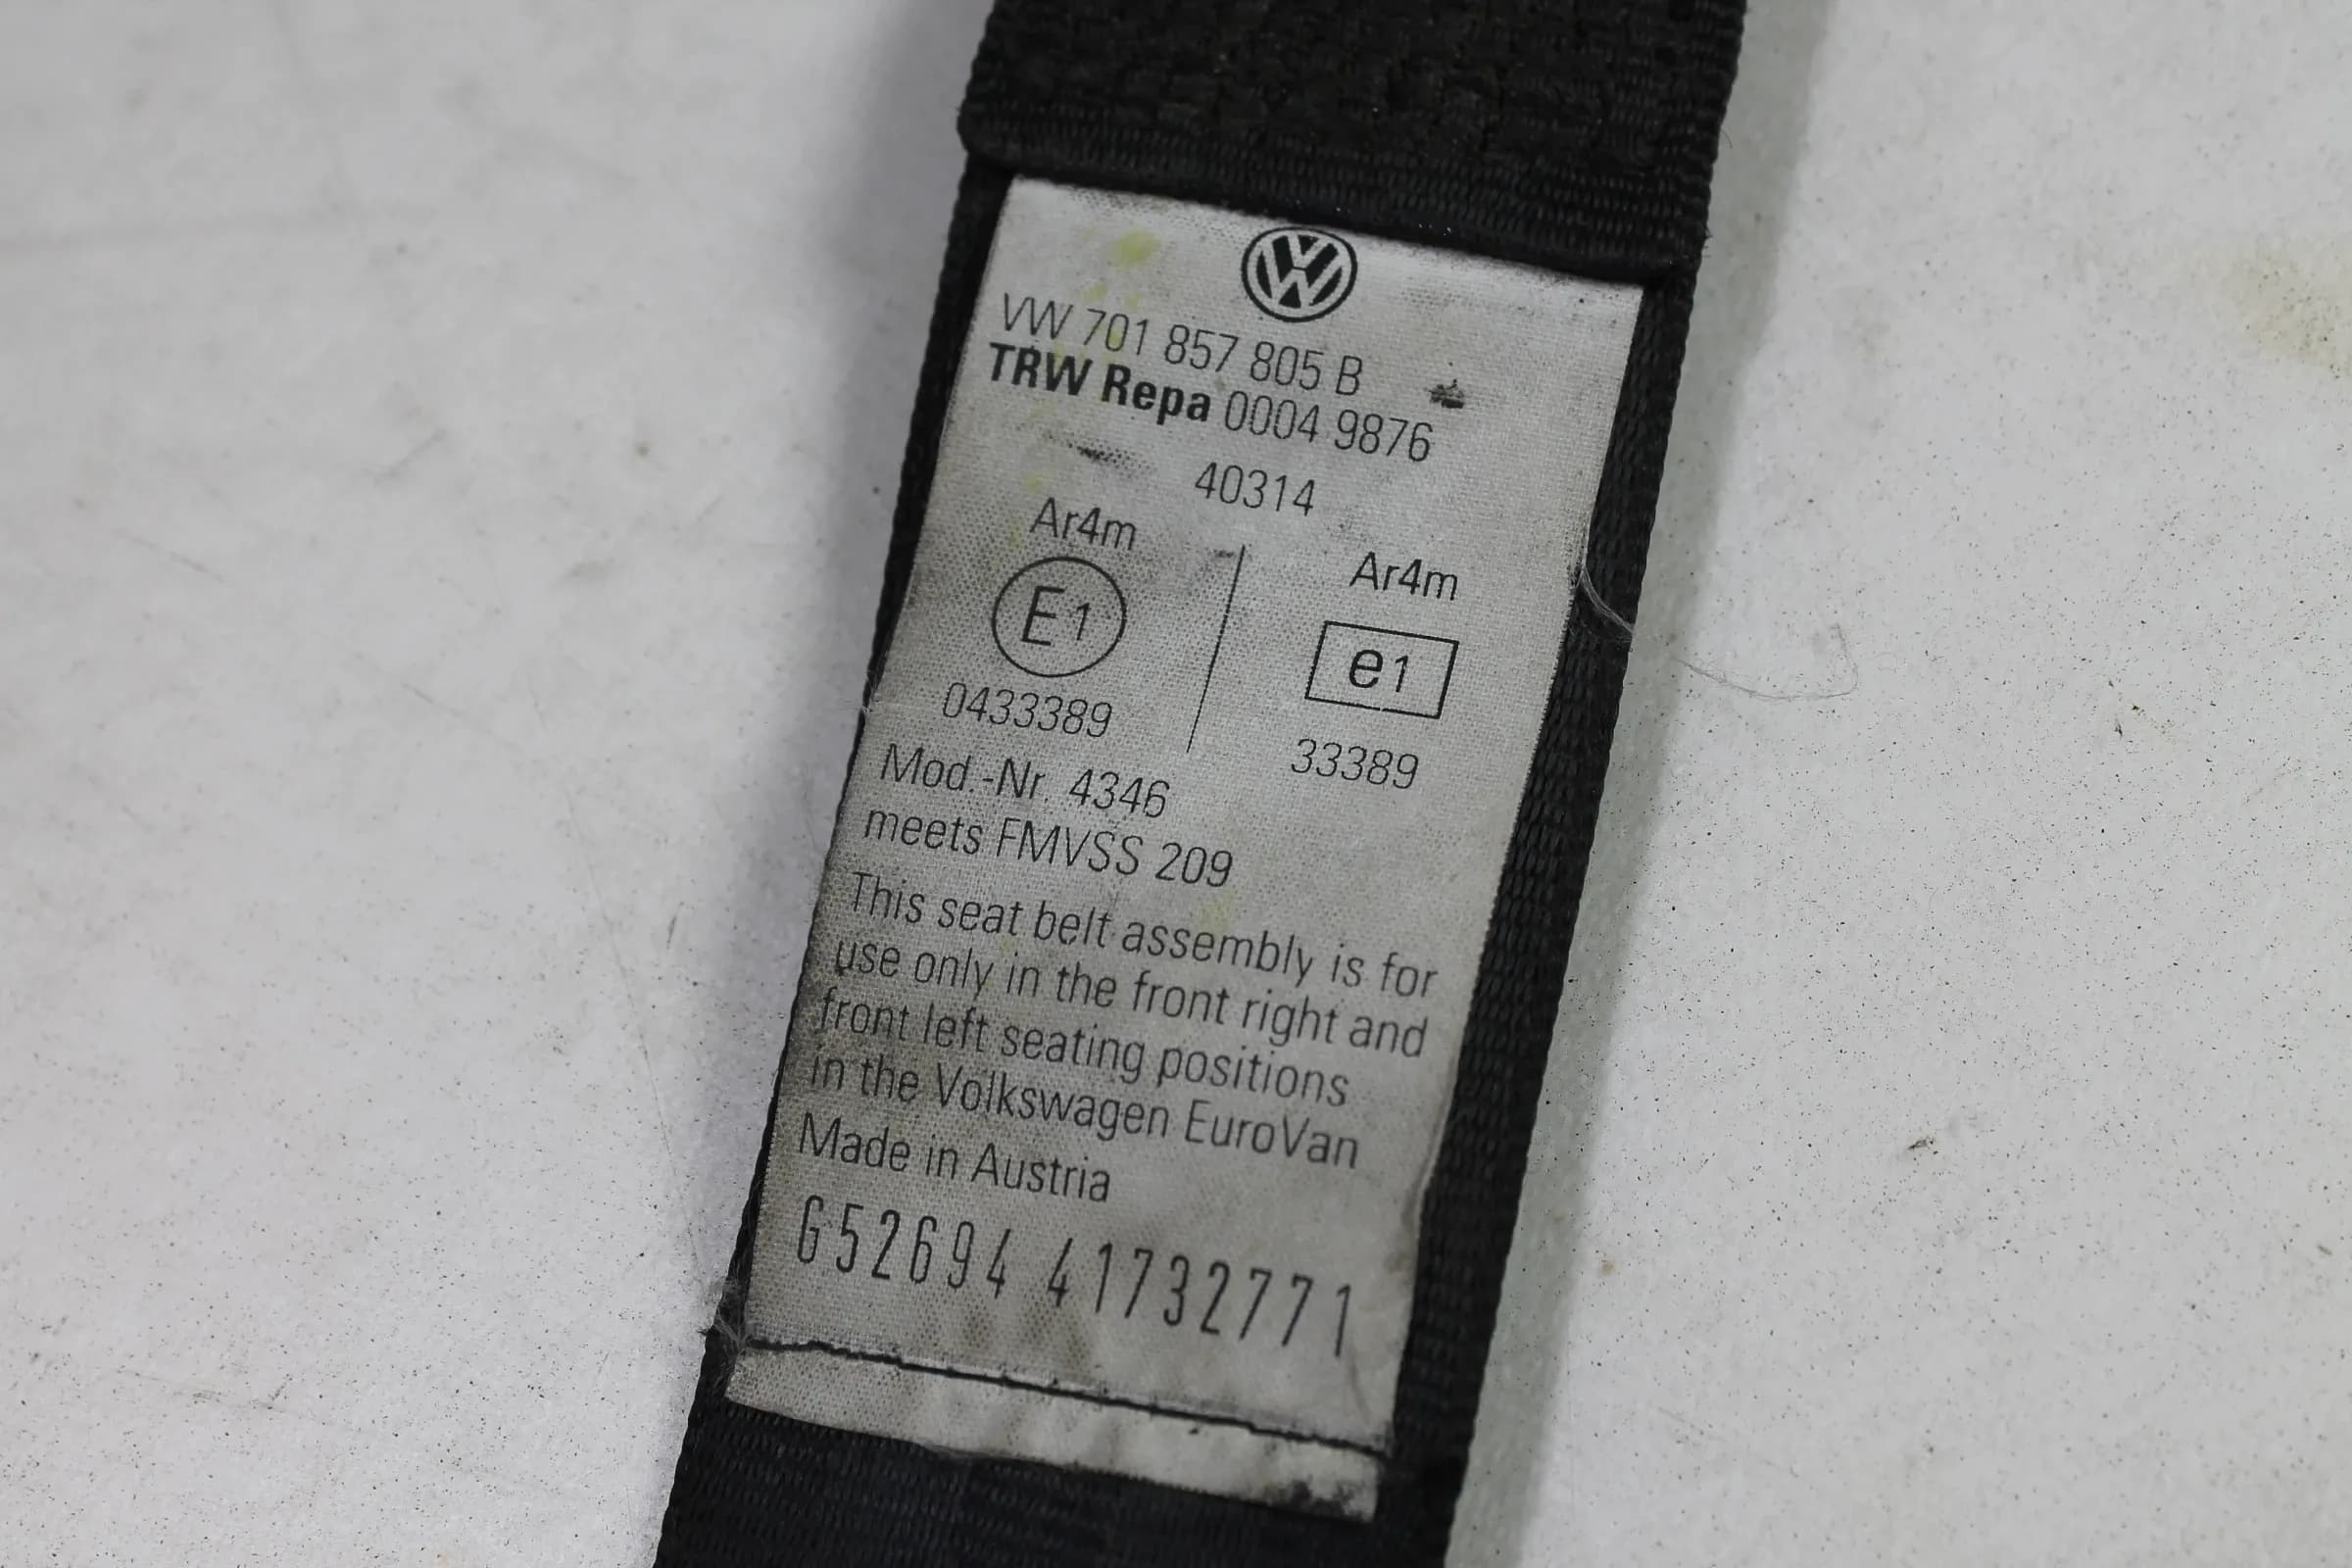 VW 701 857 805 B
TRW Repa 0004 9876
40314
Ar4m Ar4m
E1 e1
0433389 33389
Mod.-Nr. 4346
meets FMVSS 209
This seat belt assembly is for
use only in the front right and
front left seating positions
in the Volkswagen EuroVan
Made in Austria
G52694 41732771